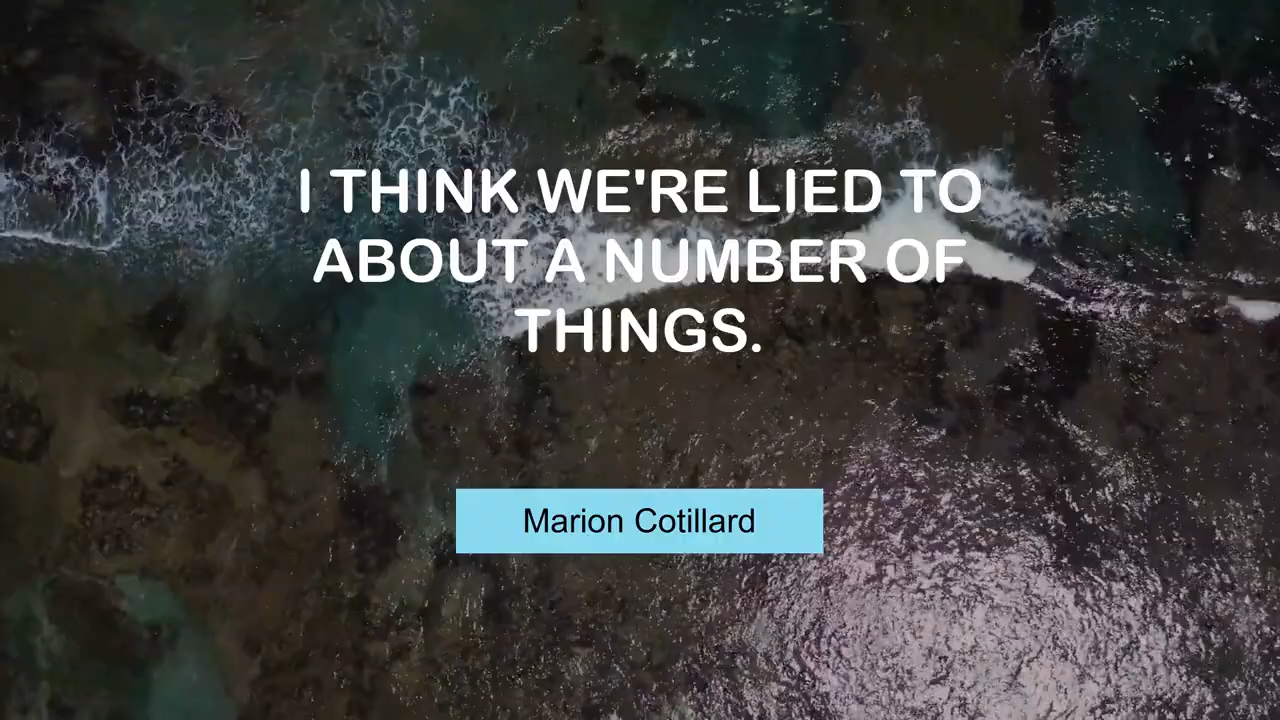 I THINK WE'RE LIED TO
ABOUT A NUMBER OF
THINGS.
Marion Cotillard